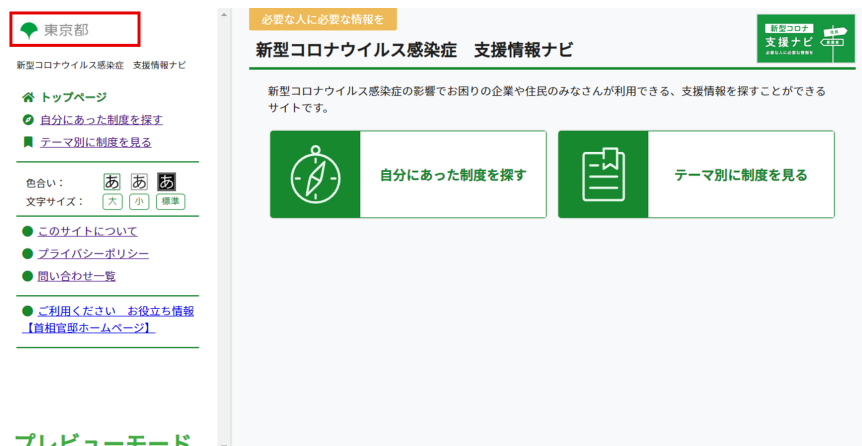 東京都
新型コロナウイルス感染症　支援情報ナビ
トップページ
自分にあった制度を探す
テーマ別に制度を見る
色合い： あ あ あ
文字サイズ： 大 小 標準
このサイトについて
プライバシーポリシー
問い合わせ一覧
ご利用ください　お役立ち情報
【首相官邸ホームページ】
プレビューモード
必要な人に必要な情報を
新型コロナウイルス感染症　支援情報ナビ
新型コロナ
支援ナビ
必要な人に必要な情報を
新型コロナウイルス感染症の影響でお困りの企業や住民のみなさんが利用できる、支援情報を探すことができる
サイトです。
自分にあった制度を探す
テーマ別に制度を見る